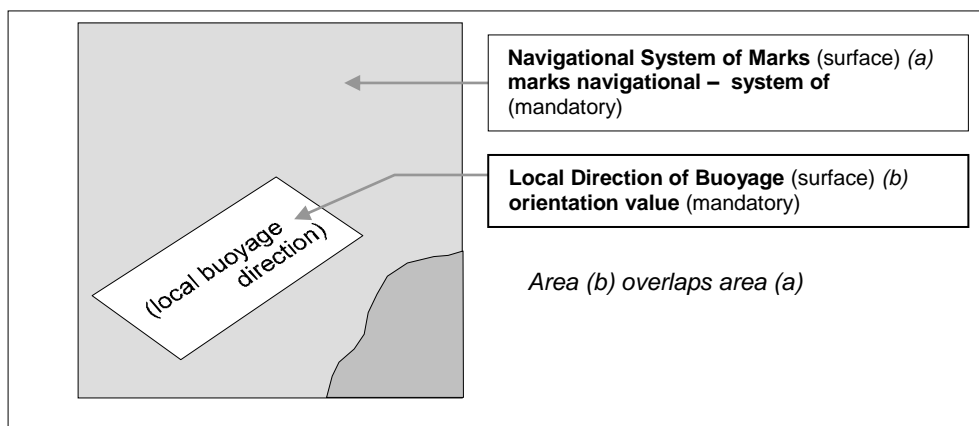 Navigational System of Marks (surface) (a)
marks navigational – system of
(mandatory)
Local Direction of Buoyage (surface) (b)
orientation value (mandatory)
(local buoyage
direction)
Area (b) overlaps area (a)